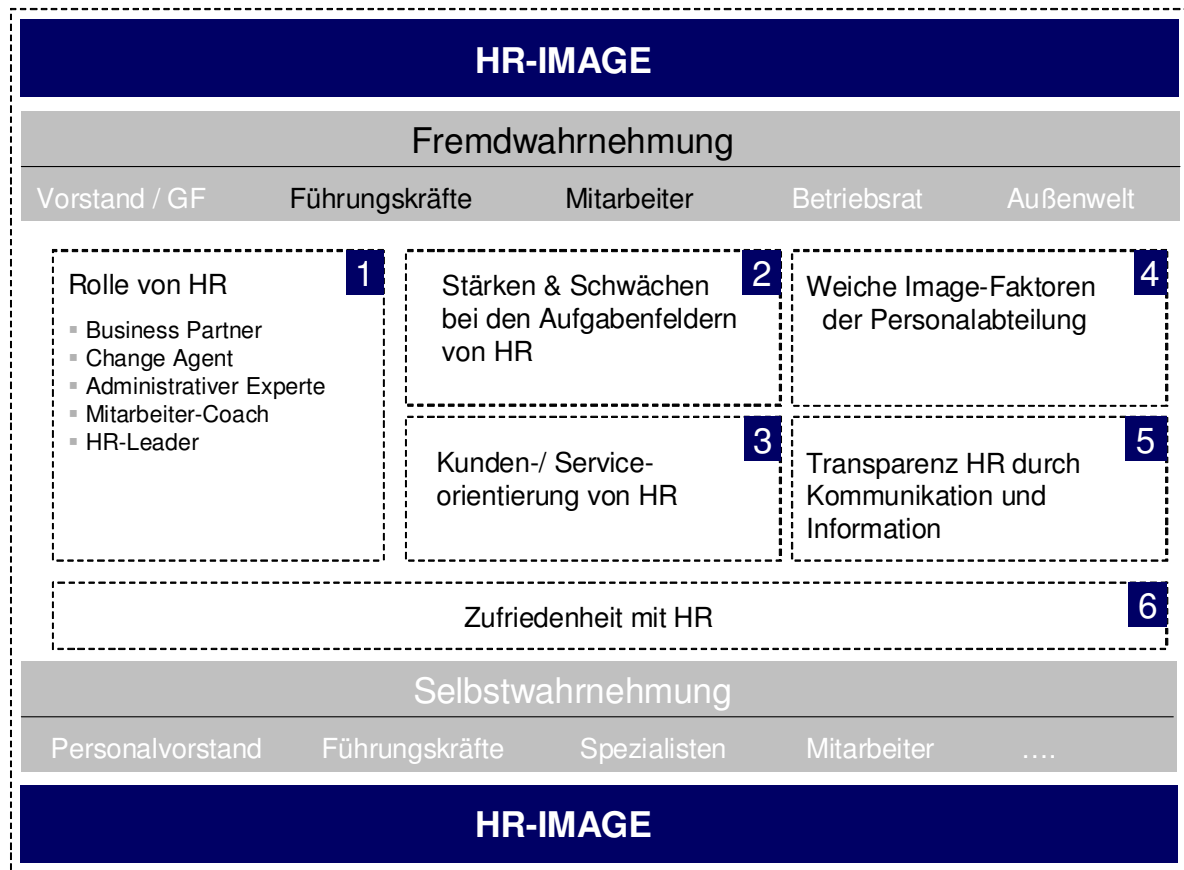 HR-IMAGE
Fremdwahrnehmung
Vorstand / GF Führungskräfte Mitarbeiter Betriebsrat Außenwelt
1
Rolle von HR
▪ Business Partner
▪ Change Agent
▪ Administrativer Experte
▪ Mitarbeiter-Coach
▪ HR-Leader
2
Stärken & Schwächen
bei den Aufgabenfeldern
von HR
3
Kunden-/ Service-
orientierung von HR
4
Weiche Image-Faktoren
der Personalabteilung
5
Transparenz HR durch
Kommunikation und
Information
6
Zufriedenheit mit HR
Selbstwahrnehmung
Personalvorstand Führungskräfte Spezialisten Mitarbeiter ....
HR-IMAGE